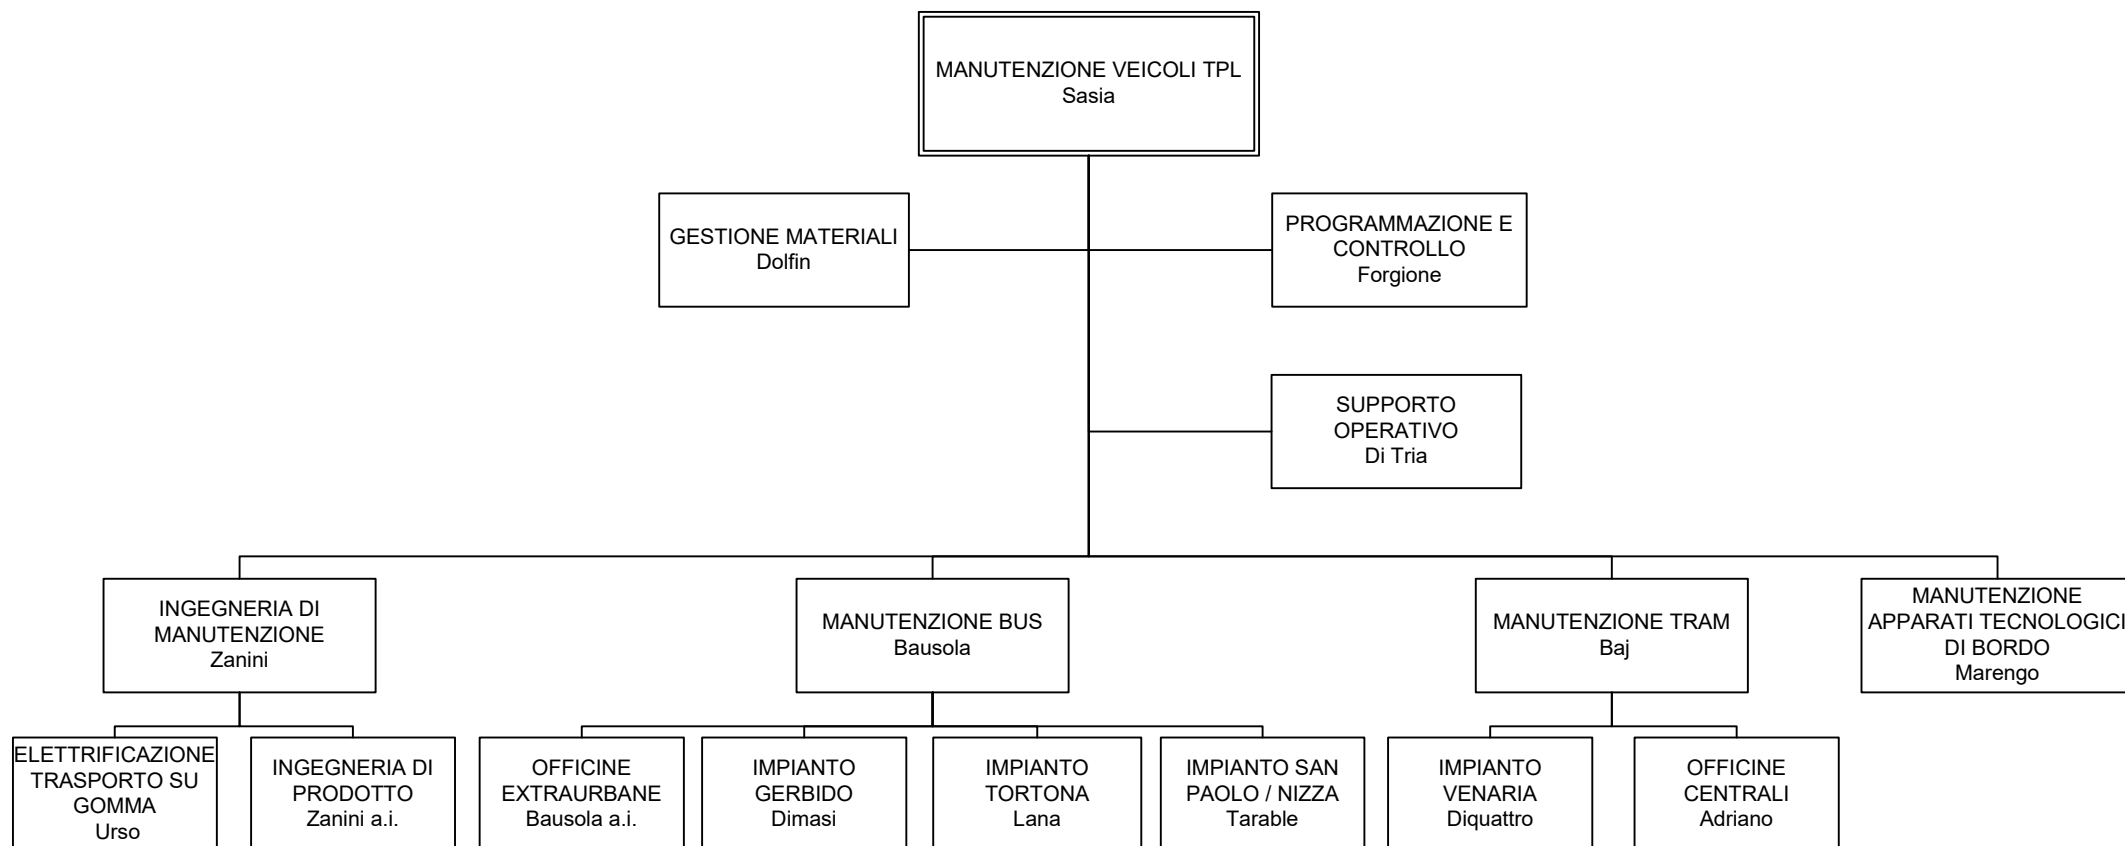 MANUTENZIONE VEICOLI TPL
Sasia
GESTIONE MATERIALI
Dolfin
PROGRAMMAZIONE E
CONTROLLO
Forgione
SUPPORTO
OPERATIVO
Di Tria
INGEGNERIA DI
MANUTENZIONE
Zanini
MANUTENZIONE BUS
Bausola
MANUTENZIONE TRAM
Baj
MANUTENZIONE
APPARATI TECNOLOGICI
DI BORDO
Marengo
ELETTRIFICAZIONE
TRASPORTO SU
GOMMA
Urso
INGEGNERIA DI
PRODOTTO
Zanini a.i.
OFFICINE
EXTRAURBANE
Bausola a.i.
IMPIANTO
GERBIDO
Dimasi
IMPIANTO
TORTONA
Lana
IMPIANTO SAN
PAOLO / NIZZA
Tarable
IMPIANTO
VENARIA
Diquattro
OFFICINE
CENTRALI
Adriano